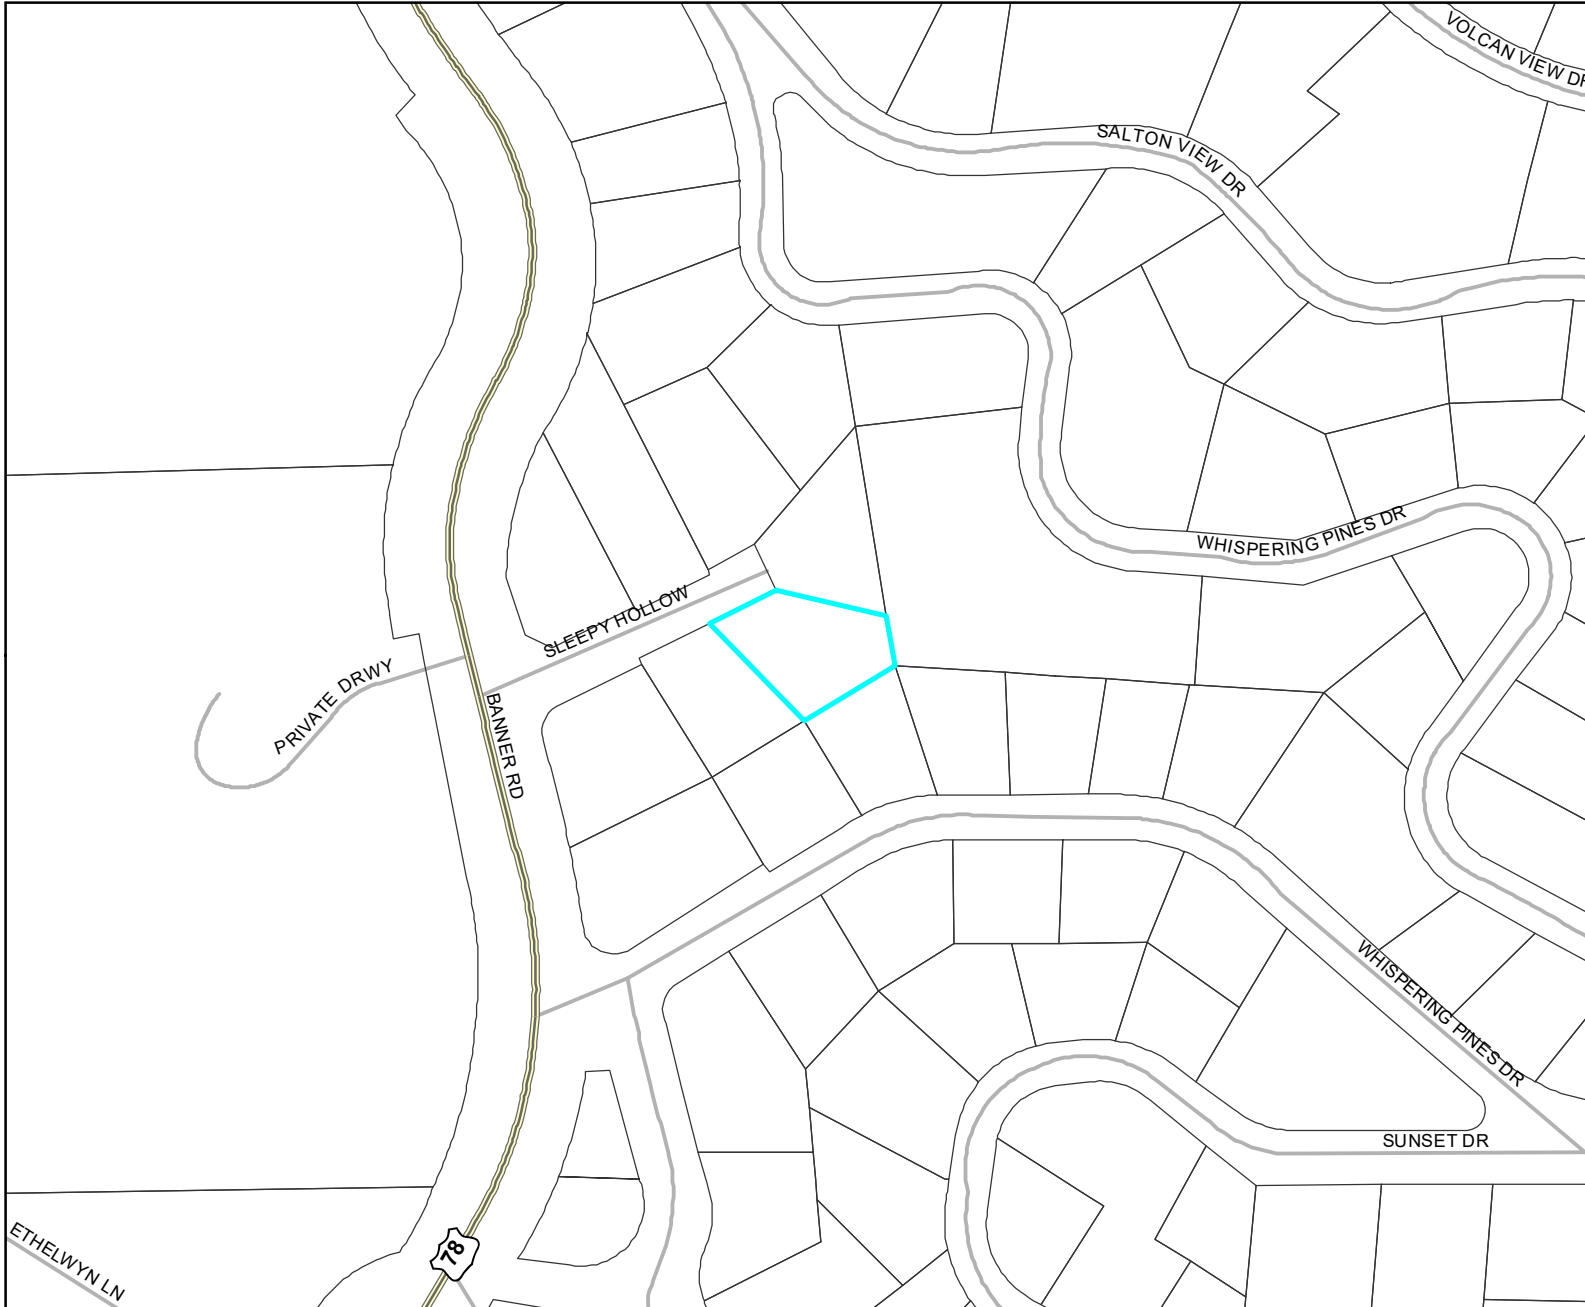 VOLCAN VIEW DR
SALTON VIEW DR
WHISPERING PINES DR
SLEEPY HOLLOW
PRIVATE DRWY
BANNER RD
WHISPERING PINES DR
SUNSET DR
ETHELWYN LN
78